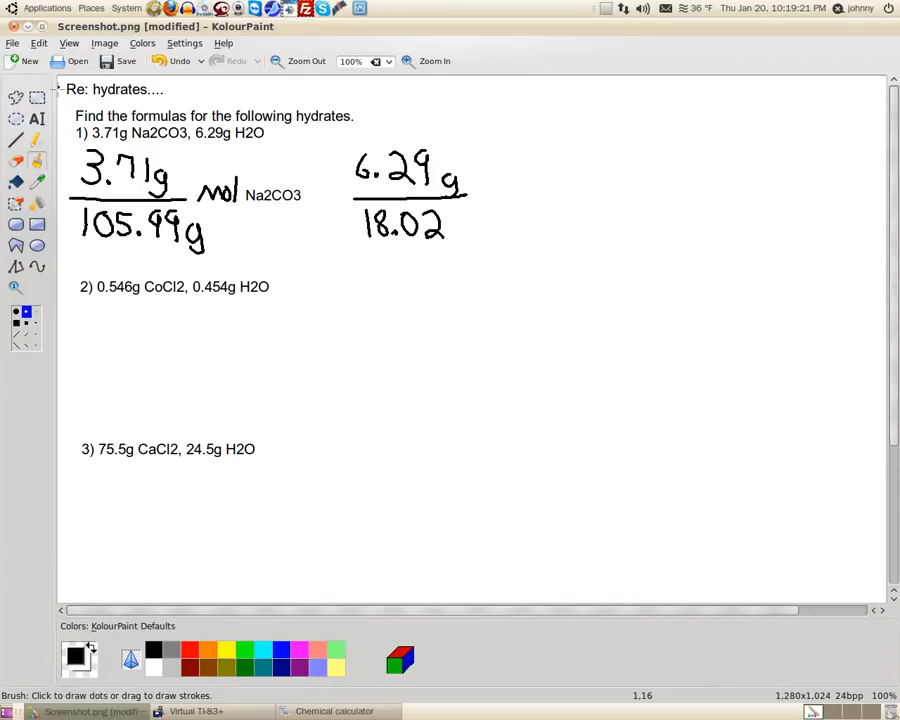 Applications Places System 36 °F Thu Jan 20, 10:19:21 PM johnny
Screenshot.png [modified] - KolourPaint
File Edit View Image Colors Settings Help
New Open Save Undo Redo Zoom Out 100% Zoom In
Re: hydrates....
Find the formulas for the following hydrates.
1) 3.71g Na2CO3, 6.29g H2O
3.71g 6.29g
mol Na2CO3
105.99g 18.02
2) 0.546g CoCl2, 0.454g H2O
3) 75.5g CaCl2, 24.5g H2O
Colors: KolourPaint Defaults
Brush: Click to draw dots or drag to draw strokes. 1,16 1,280x1,024 24bpp 100%
Screenshot.png [modifi... Virtual TI-83+ Chemical calculator